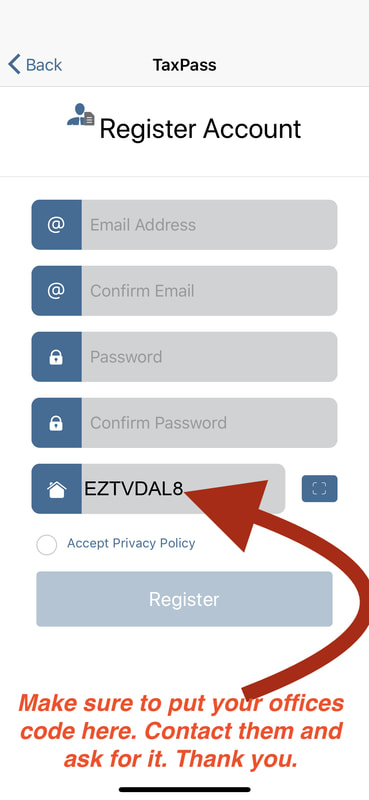 Back
TaxPass
Register Account
@ Email Address
@ Confirm Email
Password
Confirm Password
EZTVDAL8
Accept Privacy Policy
Register
Make sure to put your offices
code here. Contact them and
ask for it. Thank you.